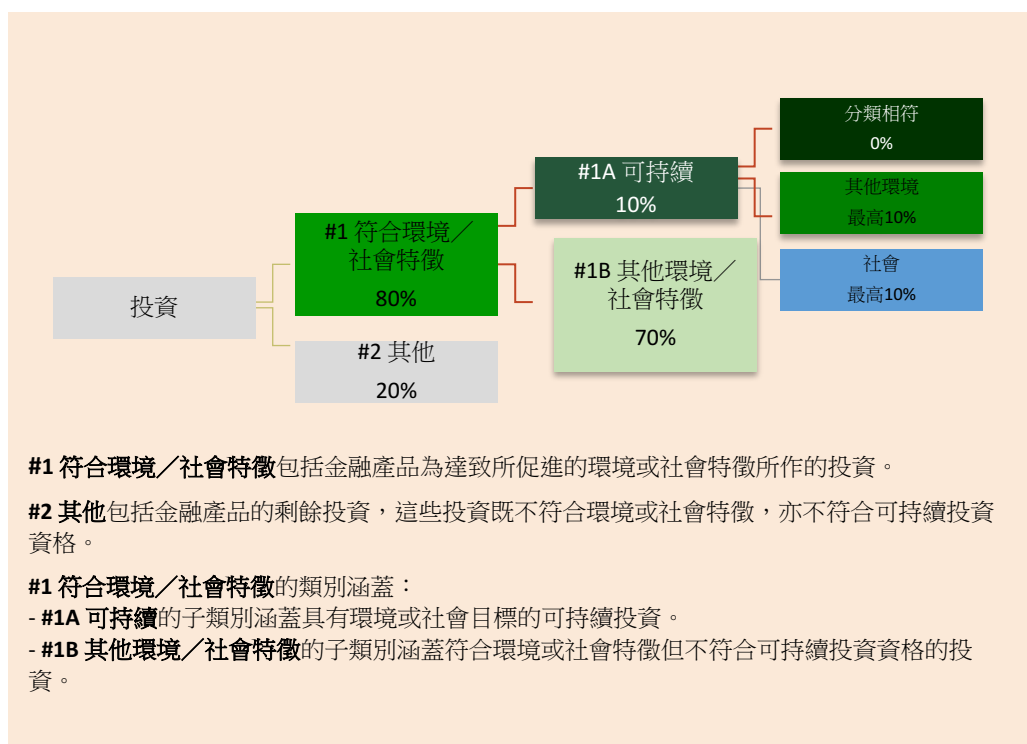 投資
#1 符合環境／
社會特徵
80%
#2 其他
20%
#1A 可持續
10%
#1B 其他環境／
社會特徵
70%
分類相符
0%
其他環境
最高10%
社會
最高10%
#1 符合環境／社會特徵包括金融產品為達致所促進的環境或社會特徵所作的投資。
#2 其他包括金融產品的剩餘投資，這些投資既不符合環境或社會特徵，亦不符合可持續投資
資格。
#1 符合環境／社會特徵的類別涵蓋：
- #1A 可持續的子類別涵蓋具有環境或社會目標的可持續投資。
- #1B 其他環境／社會特徵的子類別涵蓋符合環境或社會特徵但不符合可持續投資資格的投
資。